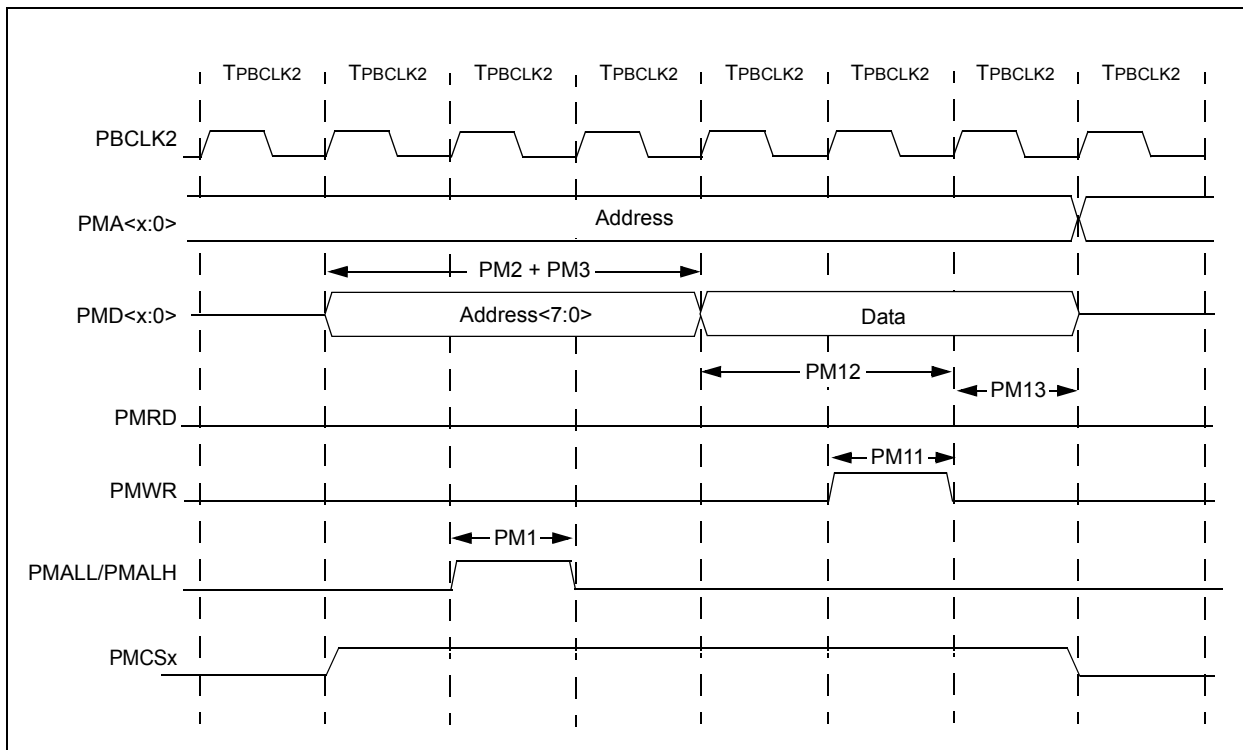 TPBCLK2 TPBCLK2 TPBCLK2 TPBCLK2 TPBCLK2 TPBCLK2 TPBCLK2 TPBCLK2
PBCLK2
PMA<x:0>
Address
PM2 + PM3
PMD<x:0>
Address<7:0>
Data
PM12
PM13
PMRD
PM11
PMWR
PM1
PMALL/PMALH
PMCSx